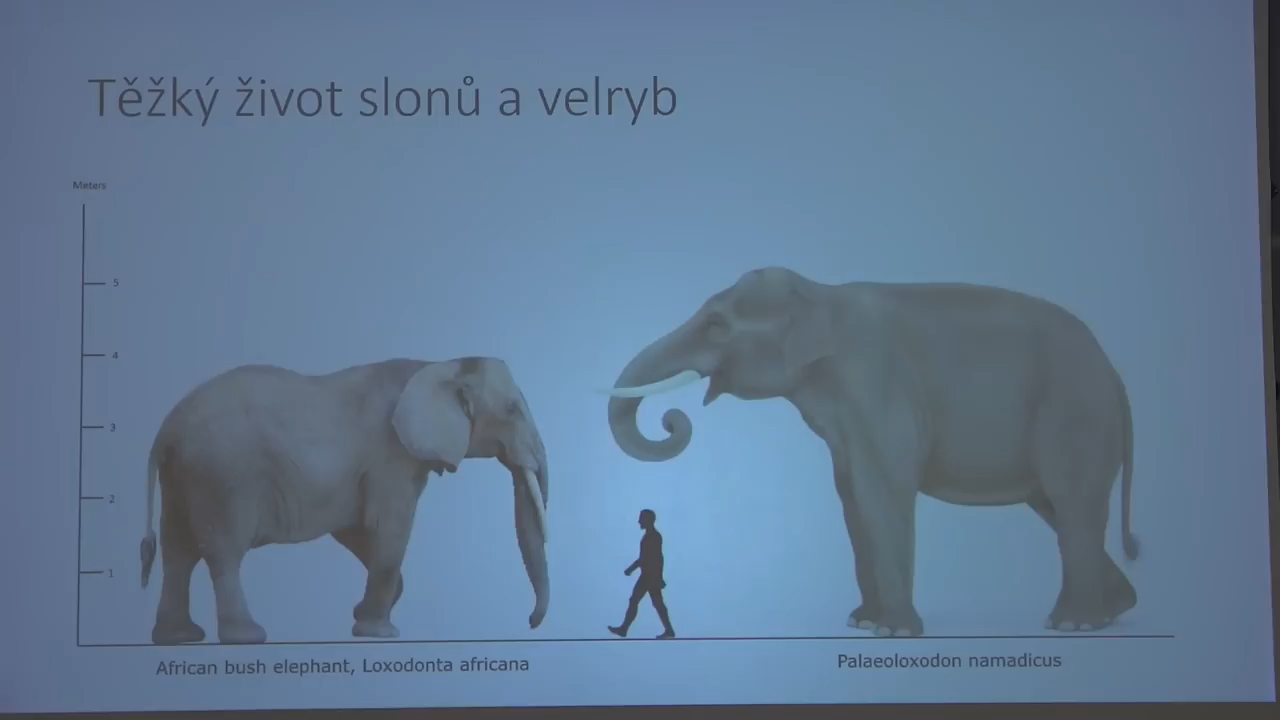 Těžký život slonů a velryb
Meters
5
4
3
2
1
African bush elephant, Loxodonta africana
Palaeoloxodon namadicus